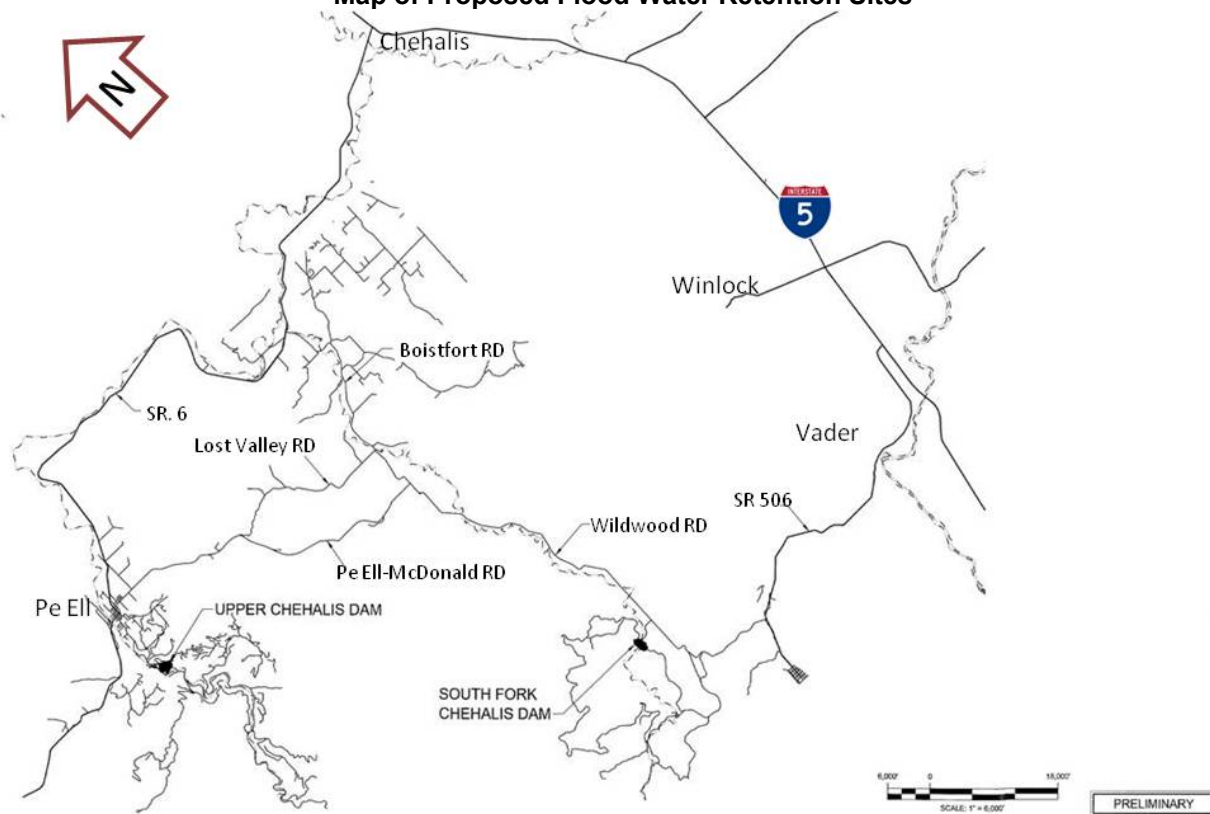 Map of Proposed Flood Water Retention Sites
Chehalis
N
INTERSTATE
5
Winlock
Boistfort RD
SR. 6
Vader
Lost Valley RD
SR 506
Wildwood RD
Pe Ell-McDonald RD
Pe Ell
UPPER CHEHALIS DAM
SOUTH FORK
CHEHALIS DAM
6,000' 0 18,000'
SCALE: 1" = 6,000'
PRELIMINARY